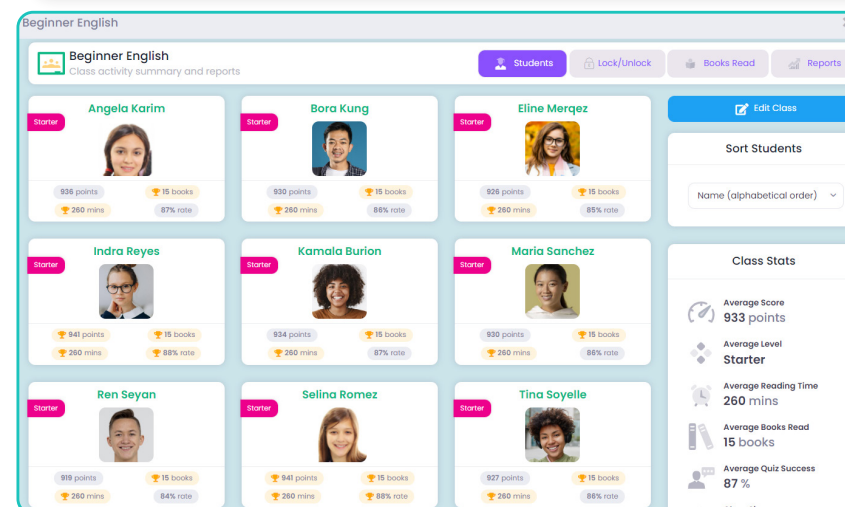 Beginner English
Beginner English
Class activity summary and reports
Students
Lock/Unlock
Books Read
Reports
Angela Karim
Starter
936 points
15 books
260 mins
87% rate
Bora Kung
Starter
930 points
15 books
260 mins
86% rate
Eline Merqez
Starter
926 points
15 books
260 mins
85% rate
Edit Class
Sort Students
Name (alphabetical order)
Indra Reyes
Starter
941 points
15 books
260 mins
88% rate
Kamala Burion
Starter
934 points
15 books
260 mins
87% rate
Maria Sanchez
Starter
930 points
15 books
260 mins
86% rate
Ren Seyan
Starter
919 points
15 books
260 mins
84% rate
Selina Romez
Starter
941 points
15 books
260 mins
88% rate
Tina Soyelle
Starter
927 points
15 books
260 mins
86% rate
Class Stats
Average Score
933 points
Average Level
Starter
Average Reading Time
260 mins
Average Books Read
15 books
Average Quiz Success
87 %